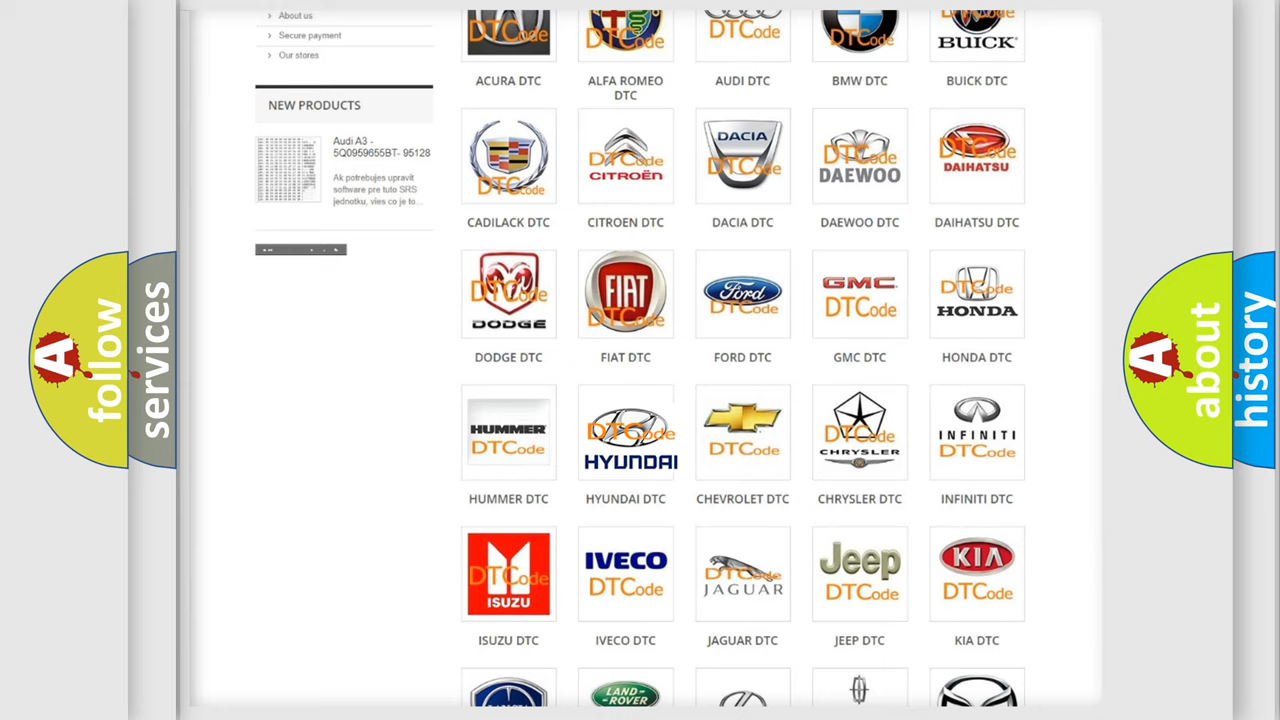 About us
Secure payment
Our stores
NEW PRODUCTS
Audi A3 -
5Q0959655BT- 95128
Ak potrebujes upravit
software pre tuto SRS
jednotku, vies co je to...
DTCode
DTCode
DTCode
DTCode
BUICK
ACURA DTC
ALFA ROMEO
DTC
AUDI DTC
BMW DTC
BUICK DTC
DTCode
DTCode
CITROËN
DACIA
DTCode
DTCode
DAEWOO
DTCode
DAIHATSU
CADILACK DTC
CITROEN DTC
DACIA DTC
DAEWOO DTC
DAIHATSU DTC
DTCode
DODGE
FIAT
DTCode
Ford
DTCode
GMC
DTCode
DTCode
HONDA
DODGE DTC
FIAT DTC
FORD DTC
GMC DTC
HONDA DTC
HUMMER
DTCode
DTCode
HYUNDAI
DTCode
DTCode
CHRYSLER
INFINITI
DTCode
HUMMER DTC
HYUNDAI DTC
CHEVROLET DTC
CHRYSLER DTC
INFINITI DTC
DTCode
ISUZU
IVECO
DTCode
DTCode
JAGUAR
Jeep
DTCode
KIA
DTCode
ISUZU DTC
IVECO DTC
JAGUAR DTC
JEEP DTC
KIA DTC
LAND-
ROVER
A
follow
services
A
about
history